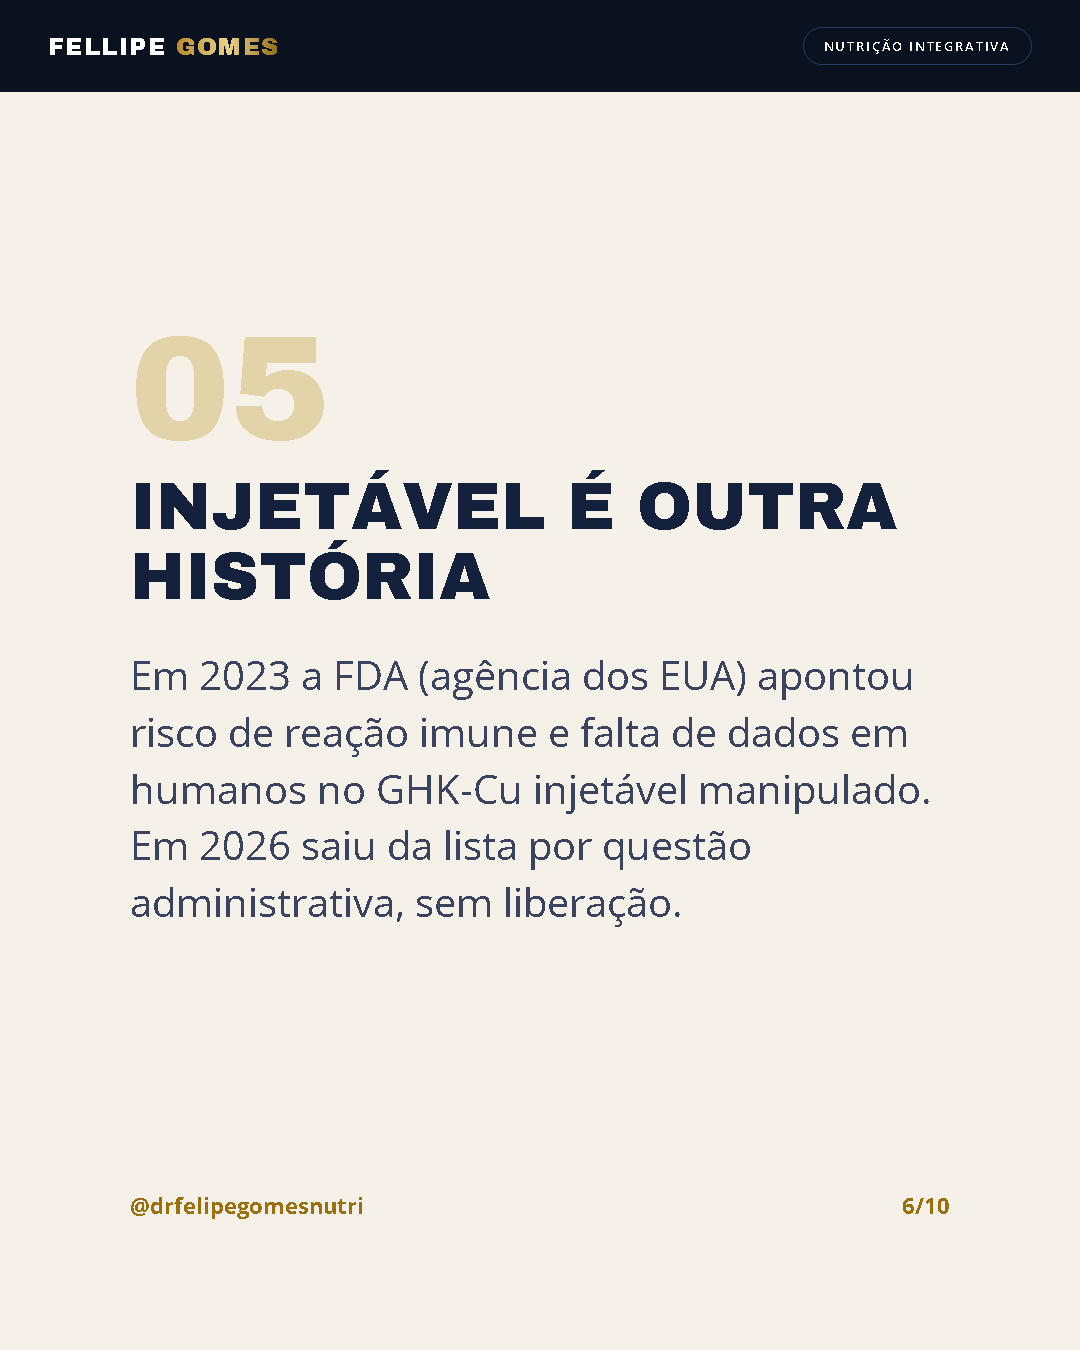 FELLIPE GOMES
NUTRIÇÃO INTEGRATIVA
05
INJETÁVEL É OUTRA
HISTÓRIA
Em 2023 a FDA (agência dos EUA) apontou
risco de reação imune e falta de dados em
humanos no GHK-Cu injetável manipulado.
Em 2026 saiu da lista por questão
administrativa, sem liberação.
@drfelipegomesnutri
6/10